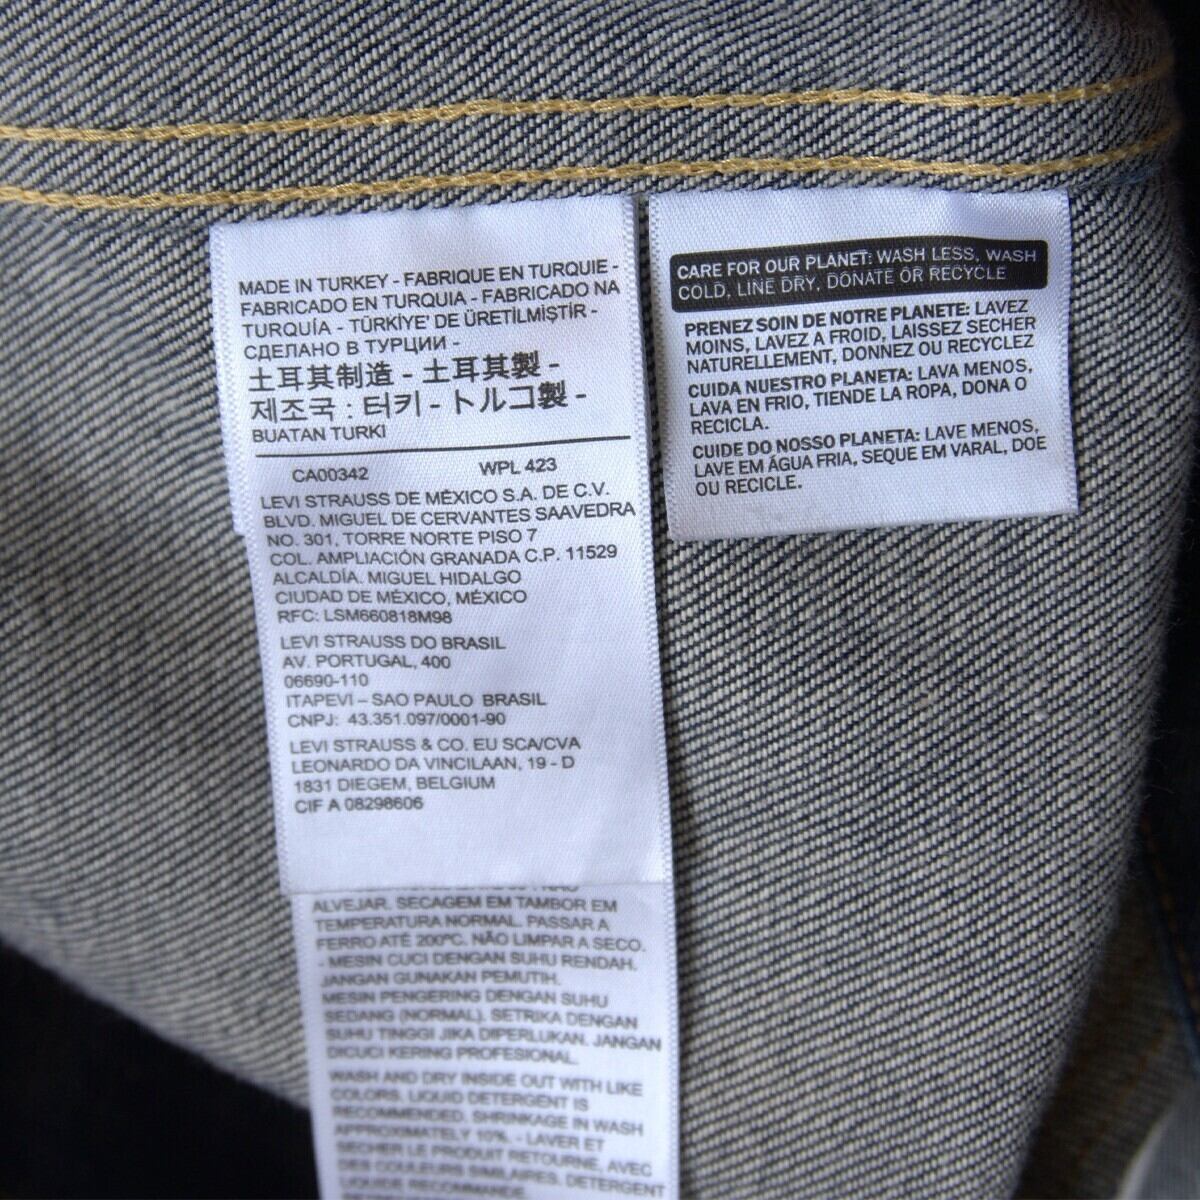 MADE IN TURKEY - FABRIQUE EN TURQUIE -
FABRICADO EN TURQUIA - FABRICADO NA
TURQUÍA - TÜRKİYE' DE ÜRETİLMİŞTİR -
СДЕЛАНО В ТУРЦИИ -
土耳其制造 - 土耳其製 -
제조국 : 터키 - トルコ製 -
BUATAN TURKI
CA00342 WPL 423
LEVI STRAUSS DE MÉXICO S.A. DE C.V.
BLVD. MIGUEL DE CERVANTES SAAVEDRA
NO. 301, TORRE NORTE PISO 7
COL. AMPLIACIÓN GRANADA C.P. 11529
ALCALDÍA. MIGUEL HIDALGO
CIUDAD DE MÉXICO, MÉXICO
RFC: LSM660818M98
LEVI STRAUSS DO BRASIL
AV. PORTUGAL, 400
06690-110
ITAPEVI – SAO PAULO BRASIL
CNPJ: 43.351.097/0001-90
LEVI STRAUSS & CO. EU SCA/CVA
LEONARDO DA VINCILAAN, 19 - D
1831 DIEGEM, BELGIUM
CIF A 08298606
ALVEJAR. SECAGEM EM TAMBOR EM
TEMPERATURA NORMAL. PASSAR A
FERRO ATÉ 200ºC. NÃO LIMPAR A SECO.
- MESIN CUCI DENGAN SUHU RENDAH.
JANGAN GUNAKAN PEMUTIH.
MESIN PENGERING DENGAN SUHU
SEDANG (NORMAL). SETRIKA DENGAN
SUHU TINGGI JIKA DIPERLUKAN. JANGAN
DICUCI KERING PROFESIONAL.
WASH AND DRY INSIDE OUT WITH LIKE
COLORS. LIQUID DETERGENT IS
RECOMMENDED. SHRINKAGE IN WASH
APPROXIMATELY 10%. - LAVER ET
SECHER LE PRODUIT RETOURNE, AVEC
DES COULEURS SIMILAIRES. DETERGENT
LIQUIDE RECOMMANDE.
CARE FOR OUR PLANET: WASH LESS, WASH
COLD, LINE DRY, DONATE OR RECYCLE
PRENEZ SOIN DE NOTRE PLANETE: LAVEZ
MOINS, LAVEZ A FROID, LAISSEZ SECHER
NATURELLEMENT, DONNEZ OU RECYCLEZ
CUIDA NUESTRO PLANETA: LAVA MENOS,
LAVA EN FRIO, TIENDE LA ROPA, DONA O
RECICLA.
CUIDE DO NOSSO PLANETA: LAVE MENOS,
LAVE EM ÁGUA FRIA, SEQUE EM VARAL, DOE
OU RECICLE.